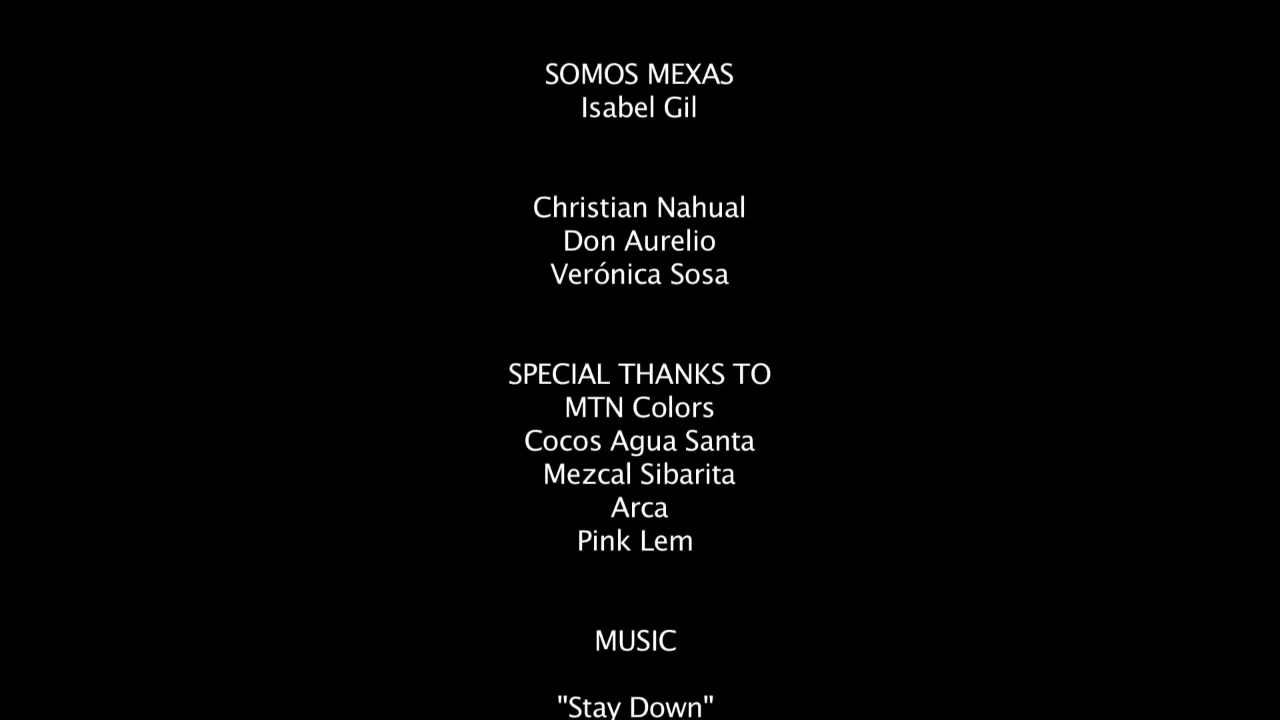 SOMOS MEXAS
Isabel Gil
Christian Nahual
Don Aurelio
Verónica Sosa
SPECIAL THANKS TO
MTN Colors
Cocos Agua Santa
Mezcal Sibarita
Arca
Pink Lem
MUSIC
"Stay Down"